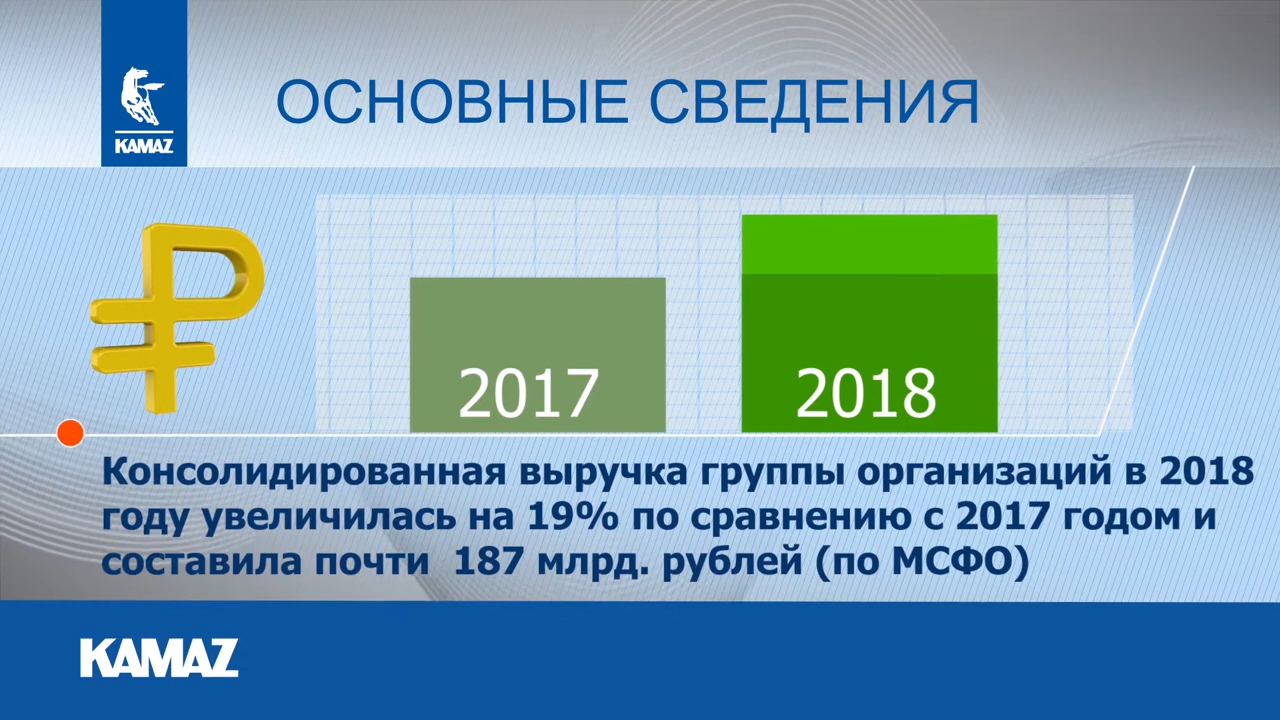 ОСНОВНЫЕ СВЕДЕНИЯ
KAMAZ
2017
2018
Консолидированная выручка группы организаций в 2018
году увеличилась на 19% по сравнению с 2017 годом и
составила почти 187 млрд. рублей (по МСФО)
KAMAZ